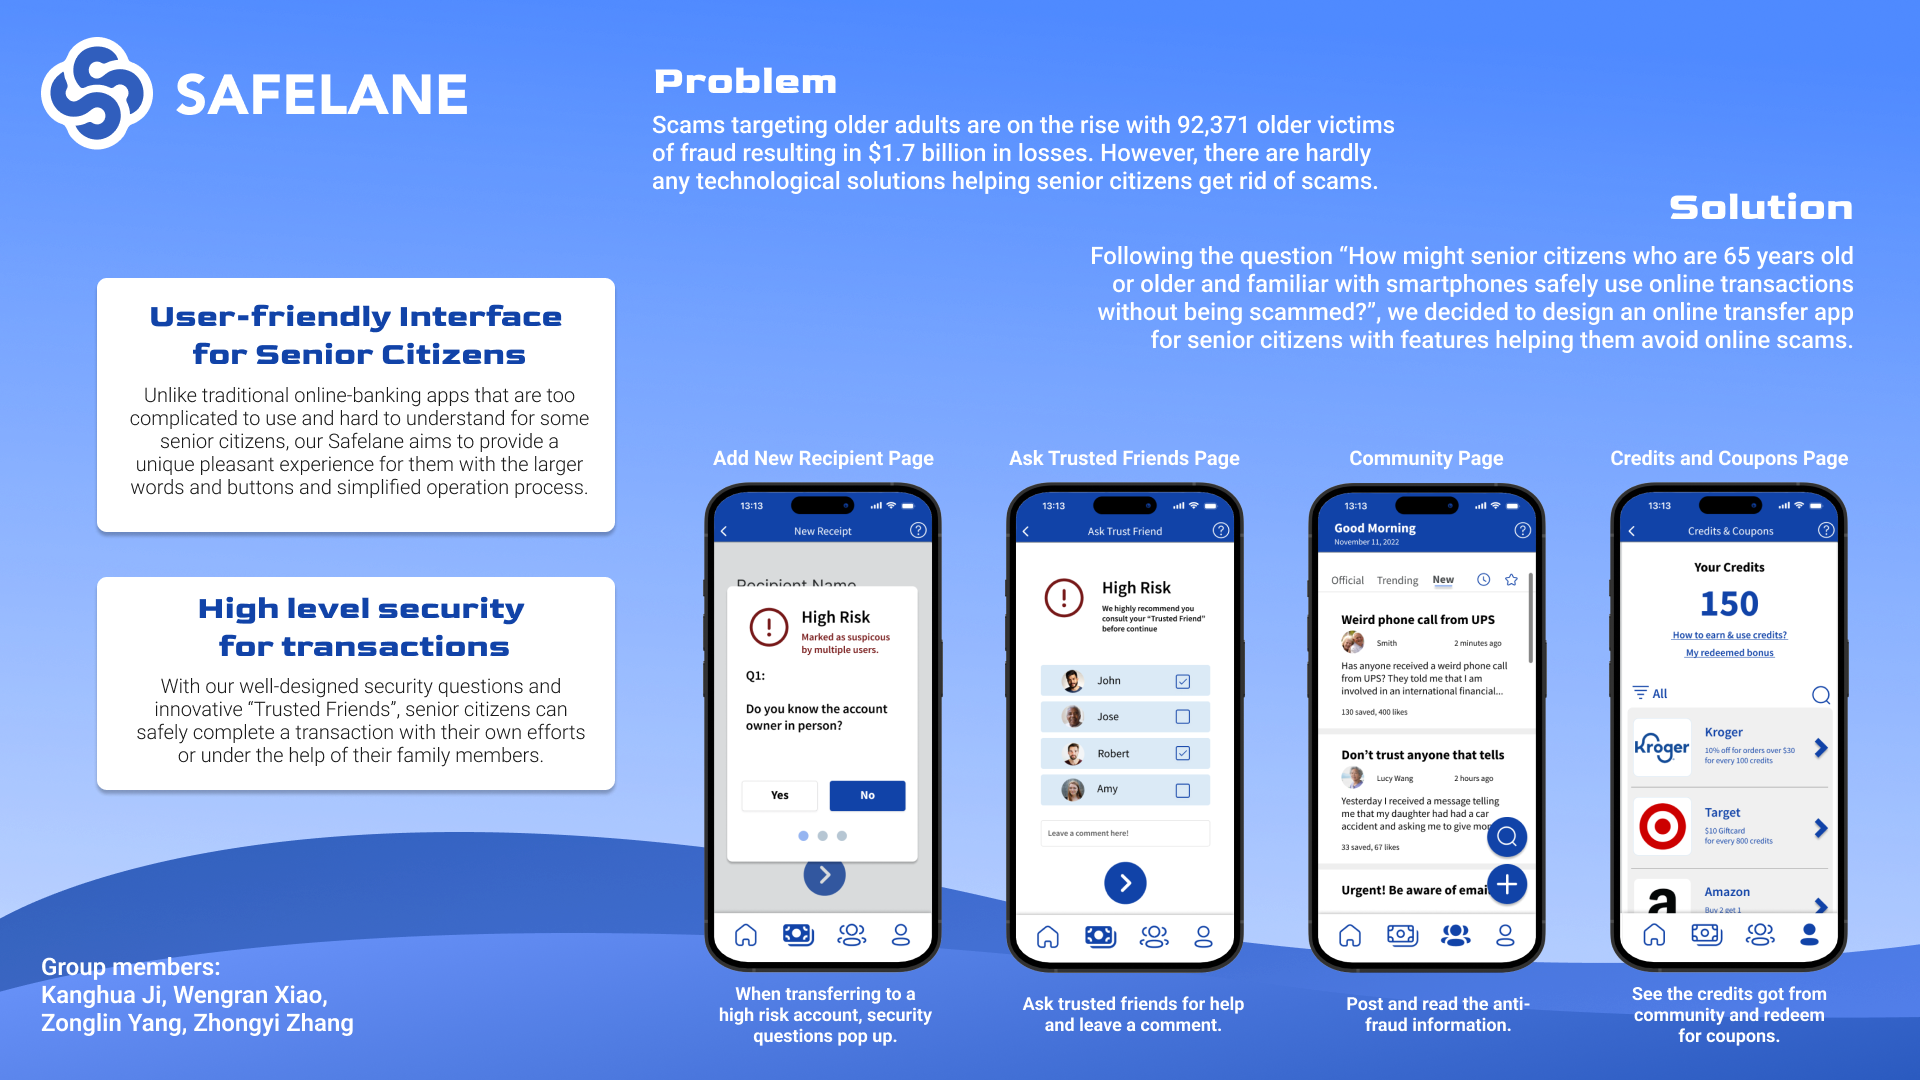 SAFELANE
Problem
Scams targeting older adults are on the rise with 92,371 older victims
of fraud resulting in $1.7 billion in losses. However, there are hardly
any technological solutions helping senior citizens get rid of scams.
Solution
Following the question “How might senior citizens who are 65 years old
or older and familiar with smartphones safely use online transactions
without being scammed?”, we decided to design an online transfer app
for senior citizens with features helping them avoid online scams.
User-friendly Interface
for Senior Citizens
Unlike traditional online-banking apps that are too
complicated to use and hard to understand for some
senior citizens, our Safelane aims to provide a
unique pleasant experience for them with the larger
words and buttons and simplified operation process.
High level security
for transactions
With our well-designed security questions and
innovative “Trusted Friends”, senior citizens can
safely complete a transaction with their own efforts
or under the help of their family members.
Group members:
Kanghua Ji, Wengran Xiao,
Zonglin Yang, Zhongyi Zhang
Add New Recipient Page
13:13
New Receipt
?
Recipient Name
High Risk
Marked as suspicous
by multiple users.
Q1:
Do you know the account
owner in person?
Yes
No
When transferring to a
high risk account, security
questions pop up.
Ask Trusted Friends Page
13:13
Ask Trust Friend
?
High Risk
We highly recommend you
consult your “Trusted Friend”
before continue
John
Jose
Robert
Amy
Leave a comment here!
Ask trusted friends for help
and leave a comment.
Community Page
13:13
Good Morning
November 11, 2022
?
Official Trending New
Weird phone call from UPS
Smith 2 minutes ago
Has anyone received a weird phone call
from UPS? They told me that I am
involved in an international financial...
130 saved, 400 likes
Don’t trust anyone that tells
Lucy Wang 2 hours ago
Yesterday I received a message telling
me that my daughter had had a car
accident and asking me to give mor
33 saved, 67 likes
Urgent! Be aware of emai
Post and read the anti-
fraud information.
Credits and Coupons Page
13:13
Credits & Coupons
?
Your Credits
150
How to earn & use credits?
My redeemed bonus
All
Kroger
Kroger
10% off for orders over $30
for every 100 credits
Target
$10 Giftcard
for every 800 credits
a
Amazon
Buy 2 get 1
See the credits got from
community and redeem
for coupons.